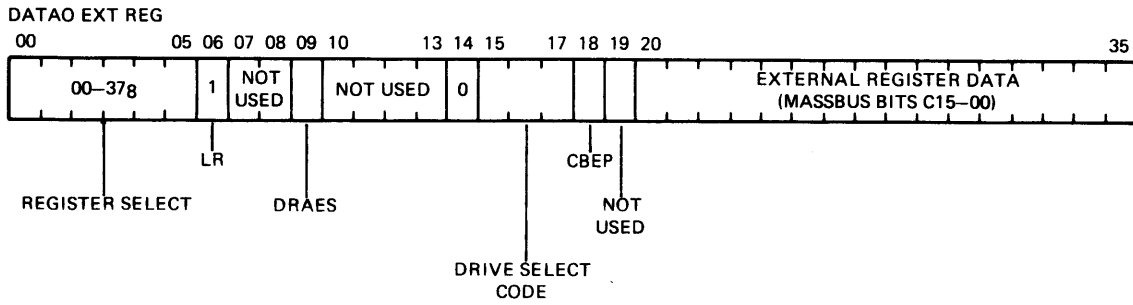 DATAO EXT REG
00 05 06 07 08 09 10 13 14 15 17 18 19 20 35
00–37₈ 1 NOT USED NOT USED 0 EXTERNAL REGISTER DATA
(MASSBUS BITS C15–00)
LR CBEP
REGISTER SELECT DRAES NOT USED
DRIVE SELECT
CODE